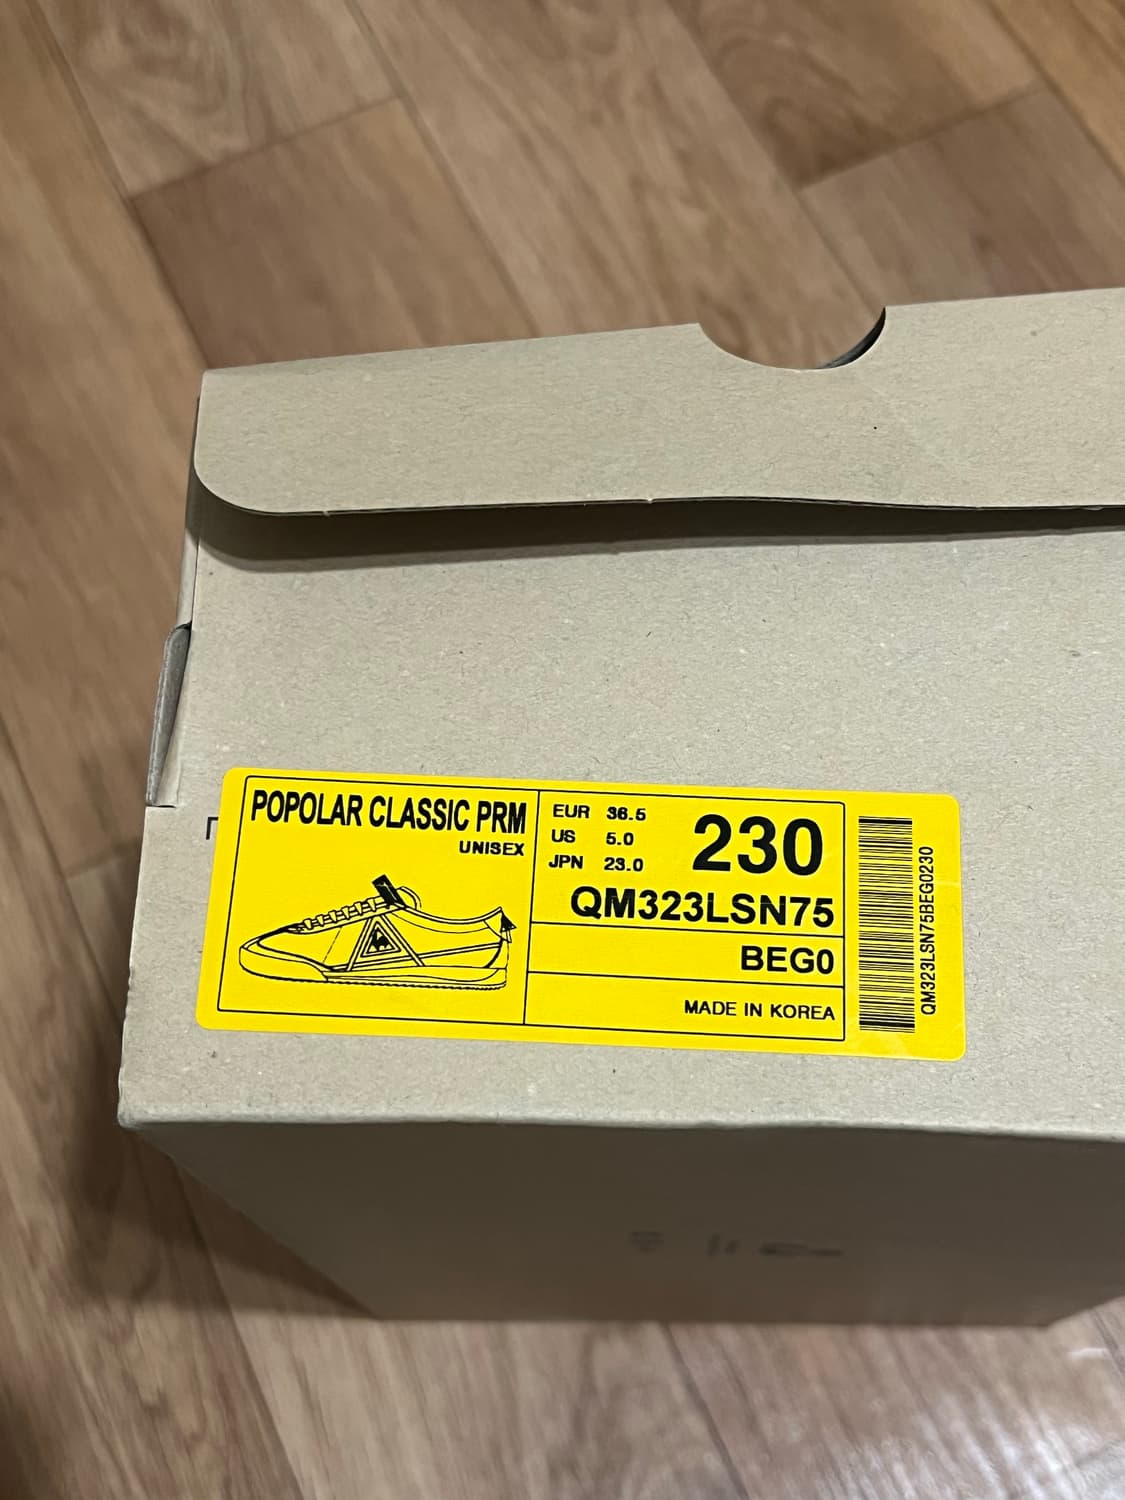 POPOLAR CLASSIC PRM
UNISEX
EUR 36.5
US 5.0
JPN 23.0
230
QM323LSN75
BEG0
MADE IN KOREA
QM323LSN75BEG0230